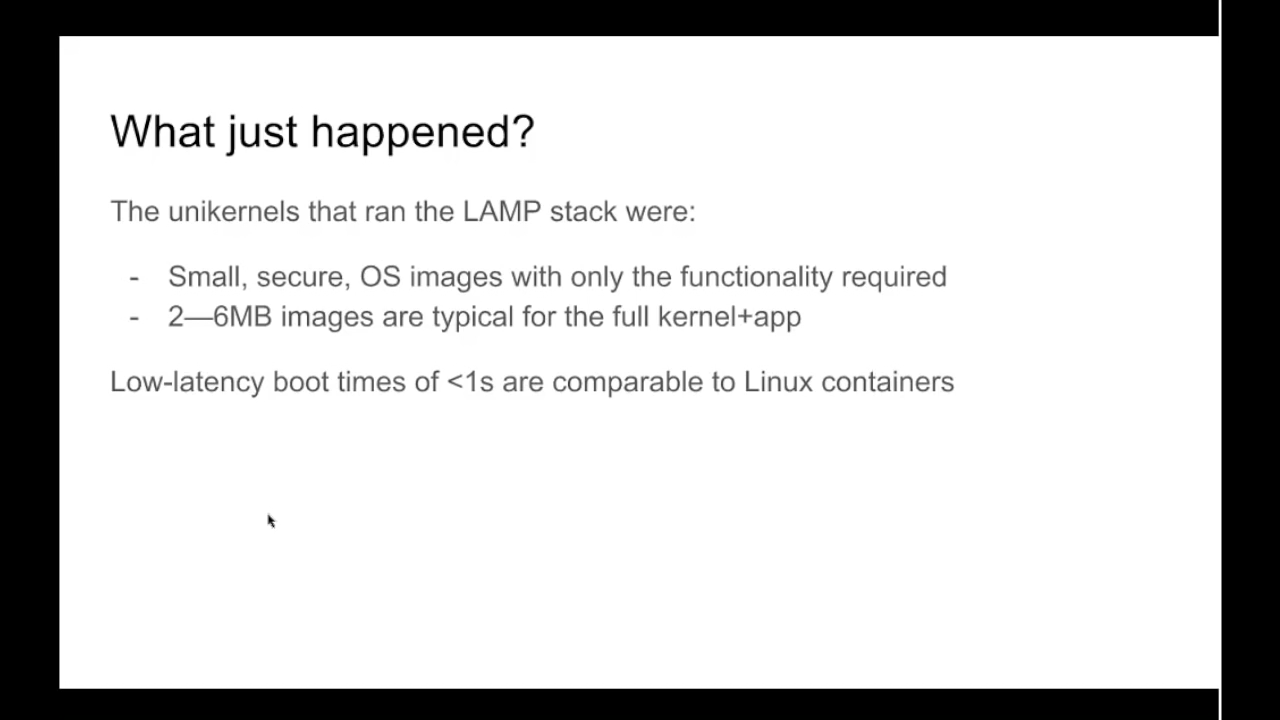 What just happened?
The unikernels that ran the LAMP stack were:
- Small, secure, OS images with only the functionality required
- 2—6MB images are typical for the full kernel+app
Low-latency boot times of <1s are comparable to Linux containers